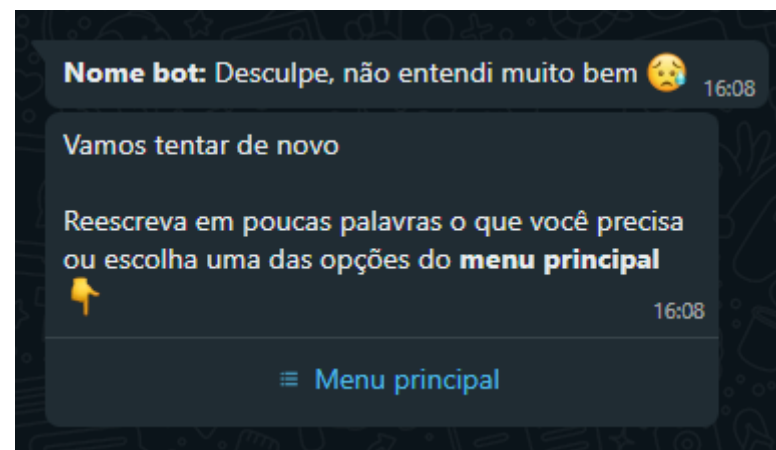 Nome bot: Desculpe, não entendi muito bem 😥
16:08
Vamos tentar de novo
Reescreva em poucas palavras o que você precisa
ou escolha uma das opções do menu principal
👇
16:08
Menu principal